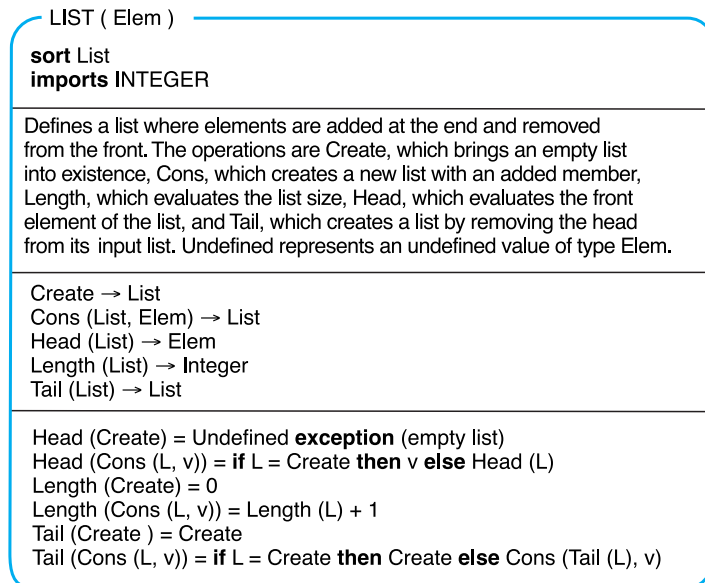 LIST ( Elem )
sort List
imports INTEGER
Defines a list where elements are added at the end and removed
from the front. The operations are Create, which brings an empty list
into existence, Cons, which creates a new list with an added member,
Length, which evaluates the list size, Head, which evaluates the front
element of the list, and Tail, which creates a list by removing the head
from its input list. Undefined represents an undefined value of type Elem.
Create → List
Cons (List, Elem) → List
Head (List) → Elem
Length (List) → Integer
Tail (List) → List
Head (Create) = Undefined exception (empty list)
Head (Cons (L, v)) = if L = Create then v else Head (L)
Length (Create) = 0
Length (Cons (L, v)) = Length (L) + 1
Tail (Create ) = Create
Tail (Cons (L, v)) = if L = Create then Create else Cons (Tail (L), v)